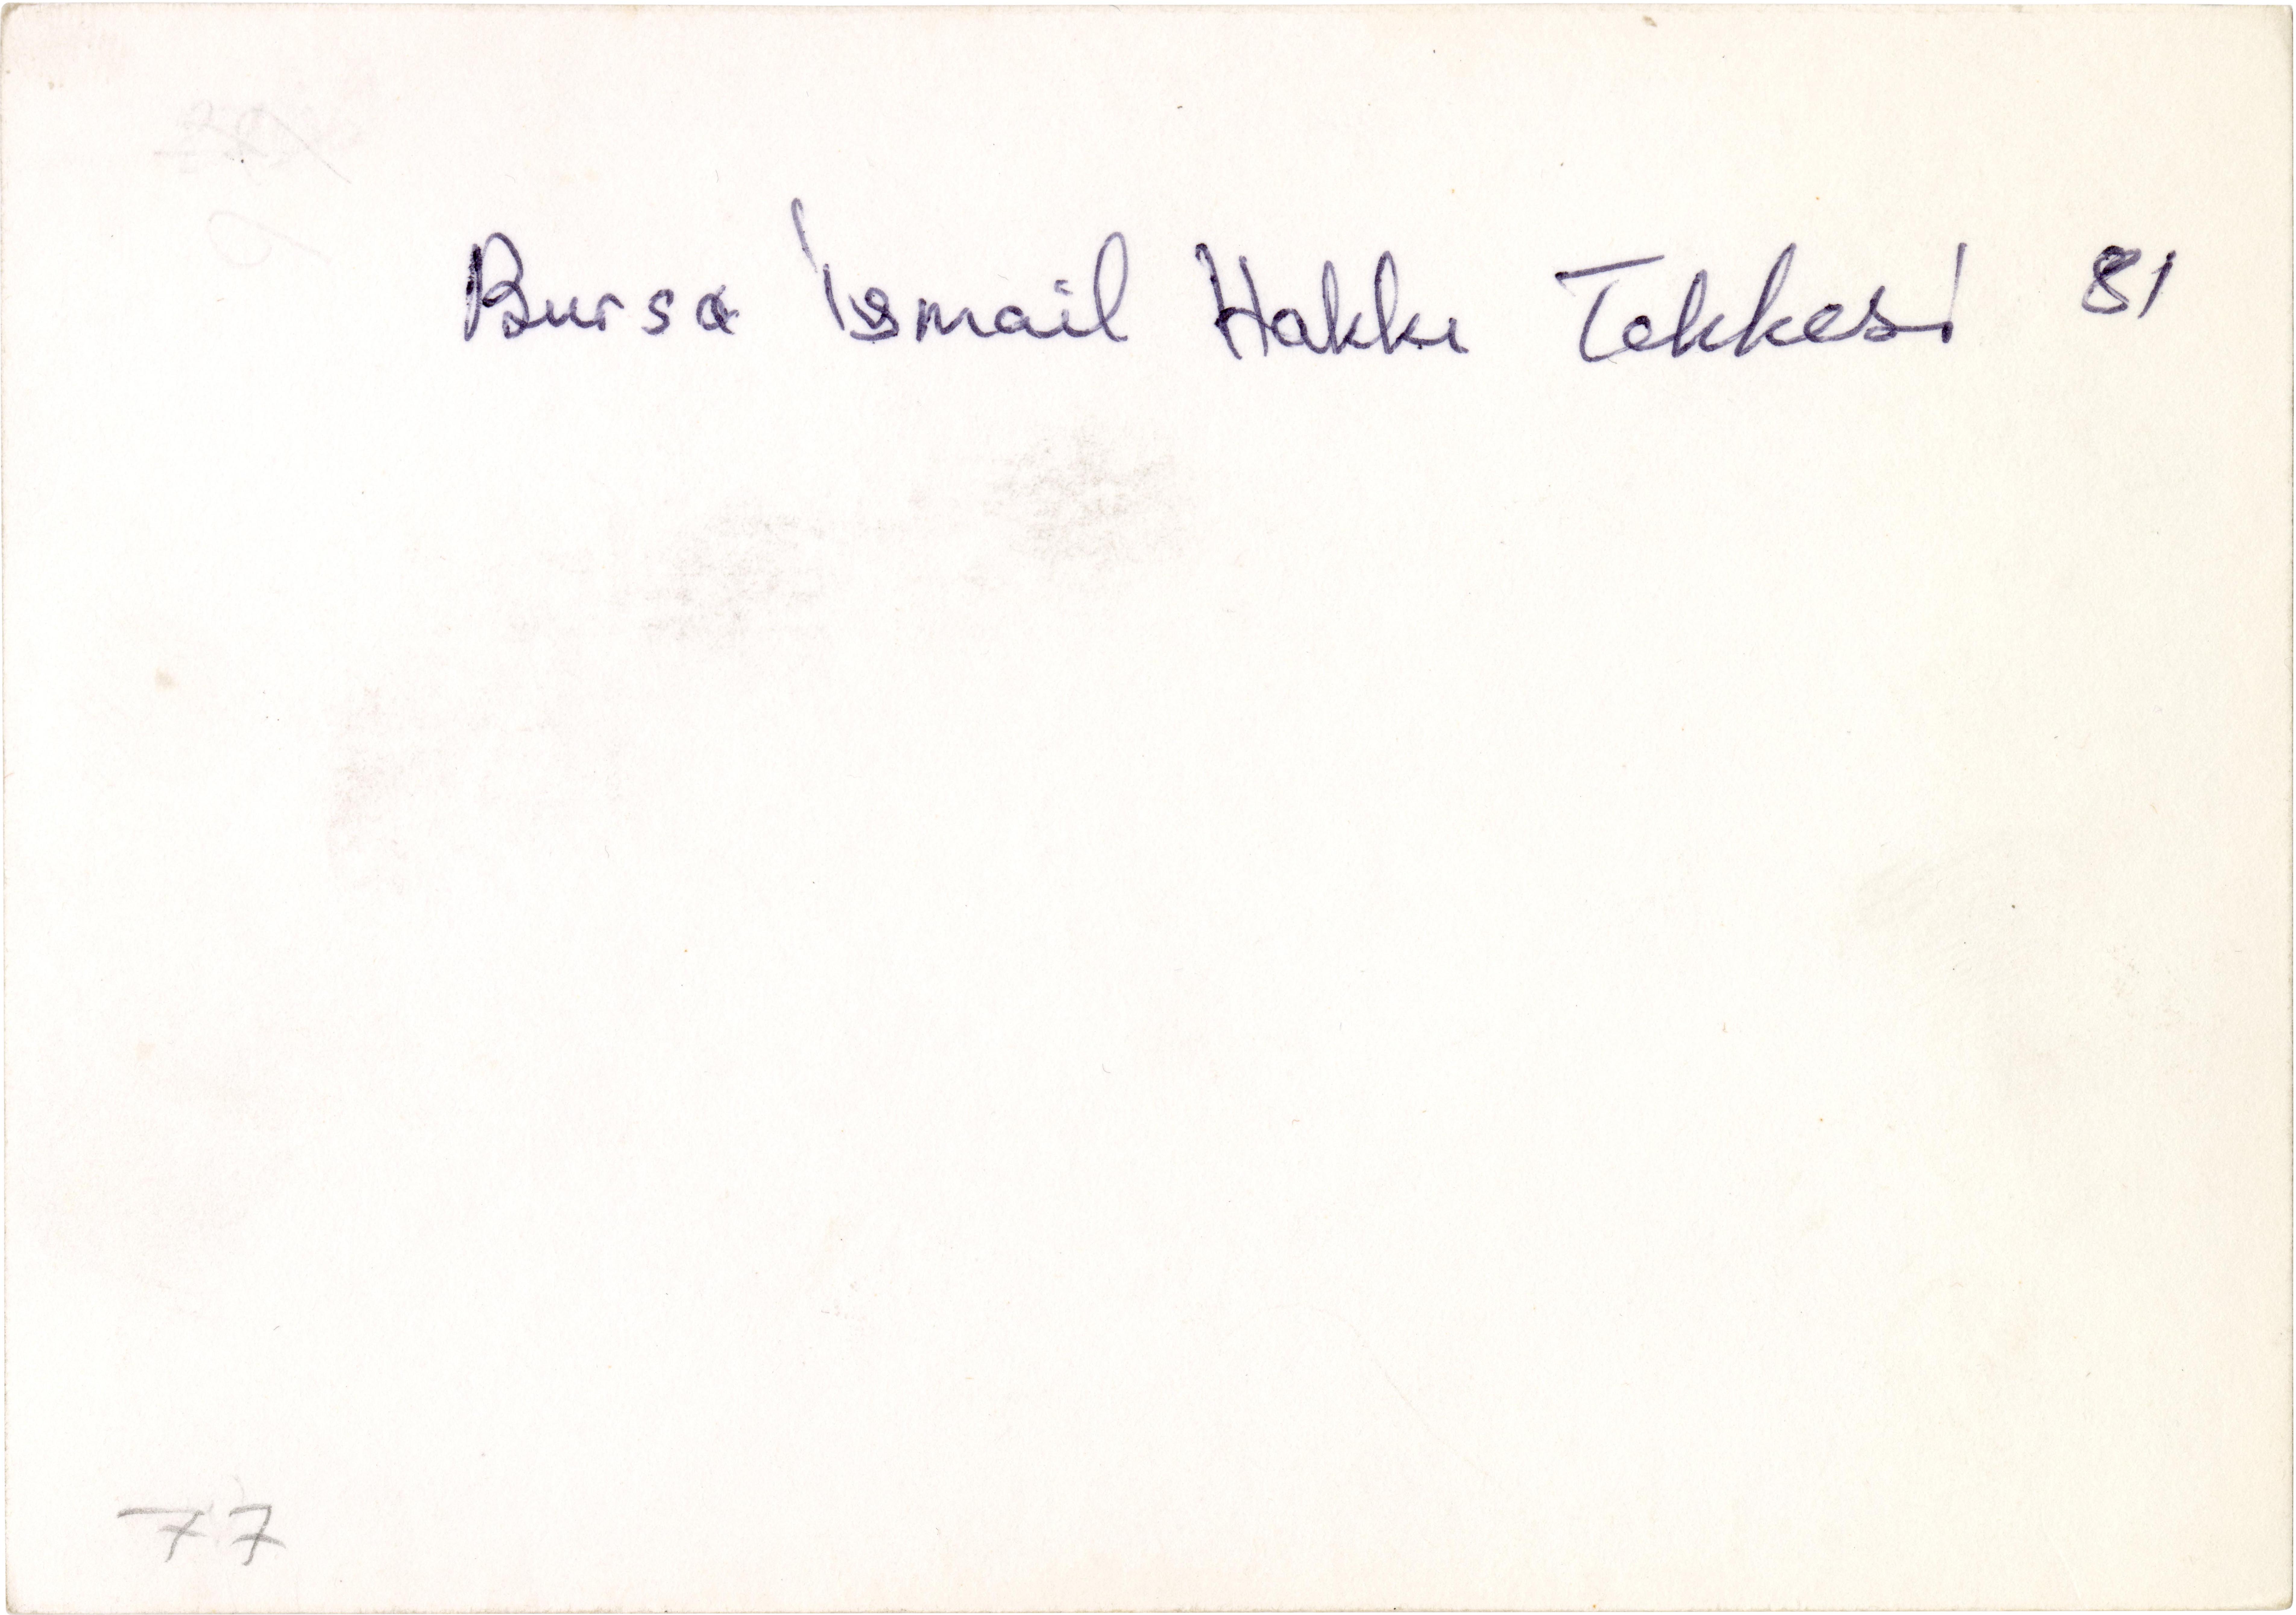 Bursa İsmail Hakkı Tekkesi 81
77